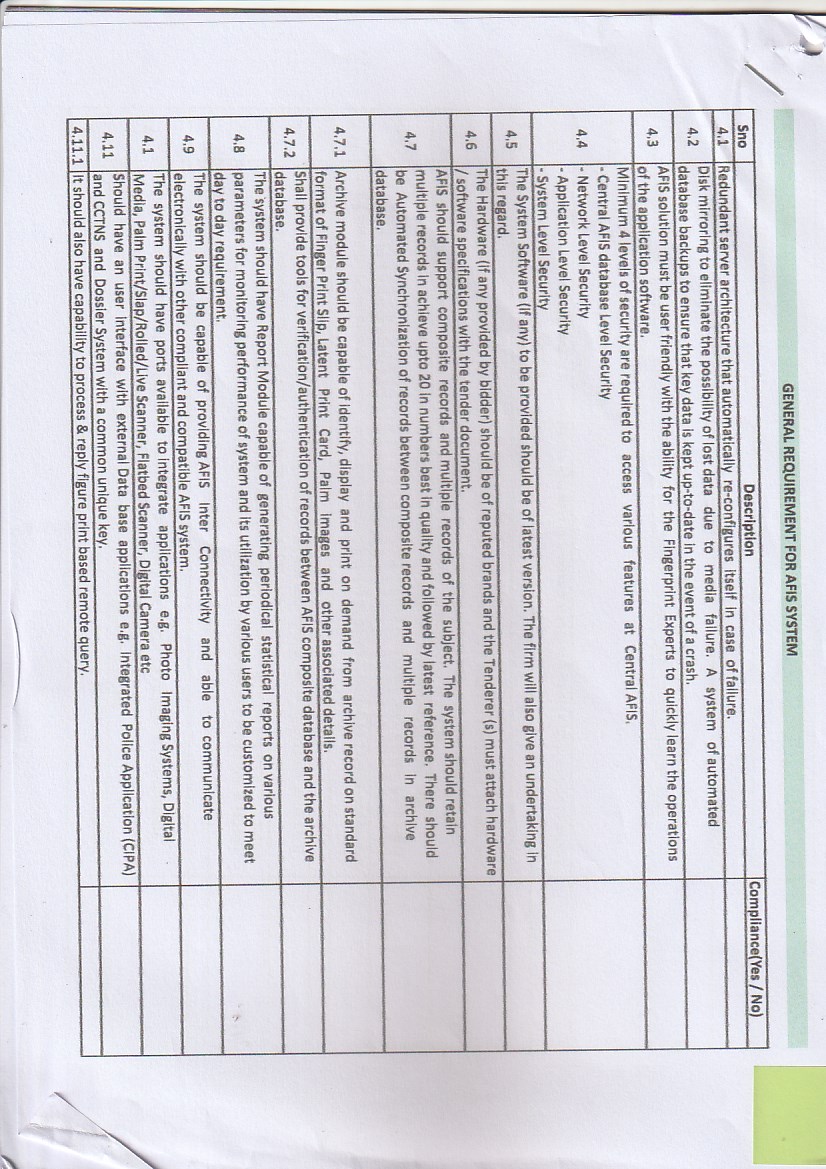 GENERAL REQUIREMENT FOR AFIS SYSTEM
Sno Description Compliance(Yes / No)
4.1 Redundant server architecture that automatically re-configures itself in case of failure.
4.2 Disk mirroring to eliminate the possibility of lost data due to media failure. A system of automated
database backups to ensure that key data is kept up-to-date in the event of a crash.
4.3 AFIS solution must be user friendly with the ability for the Fingerprint Experts to quickly learn the operations
of the application software.
4.4 Minimum 4 levels of security are required to access various features at Central AFIS.
- Central AFIS database Level Security
- Network Level Security
- Application Level Security
- System Level Security
4.5 The System Software (if any) to be provided should be of latest version. The firm will also give an undertaking in
this regard.
4.6 The Hardware (if any provided by bidder) should be of reputed brands and the Tenderer (s) must attach hardware
/ software specifications with the tender document.
4.7 AFIS should support composite records and multiple records of the subject. The system should retain
multiple records in achieve upto 20 in numbers best in quality and followed by latest reference. There should
be Automated Synchronization of records between composite records and multiple records in archive
database.
4.7.1 Archive module should be capable of identify, display and print on demand from archive record on standard
format of Finger Print Slip, Latent Print Card, Palm images and other associated details.
4.7.2 Shall provide tools for verification/authentication of records between AFIS composite database and the archive
database.
4.8 The system should have Report Module capable of generating periodical statistical reports on various
parameters for monitoring performance of system and its utilization by various users to be customized to meet
day to day requirement.
4.9 The system should be capable of providing AFIS Inter Connectivity and able to communicate
electronically with other compliant and compatible AFIS system.
4.1 The system should have ports available to integrate applications e.g. Photo Imaging Systems, Digital
Media, Palm Print/Slap/Rolled/Live Scanner, Flatbed Scanner, Digital Camera etc
4.11 Should have an user interface with external Data base applications e.g. Integrated Police Application (CIPA)
and CCTNS and Dossier System with a common unique key.
4.11.1 It should also have capability to process & reply figure print based remote query.